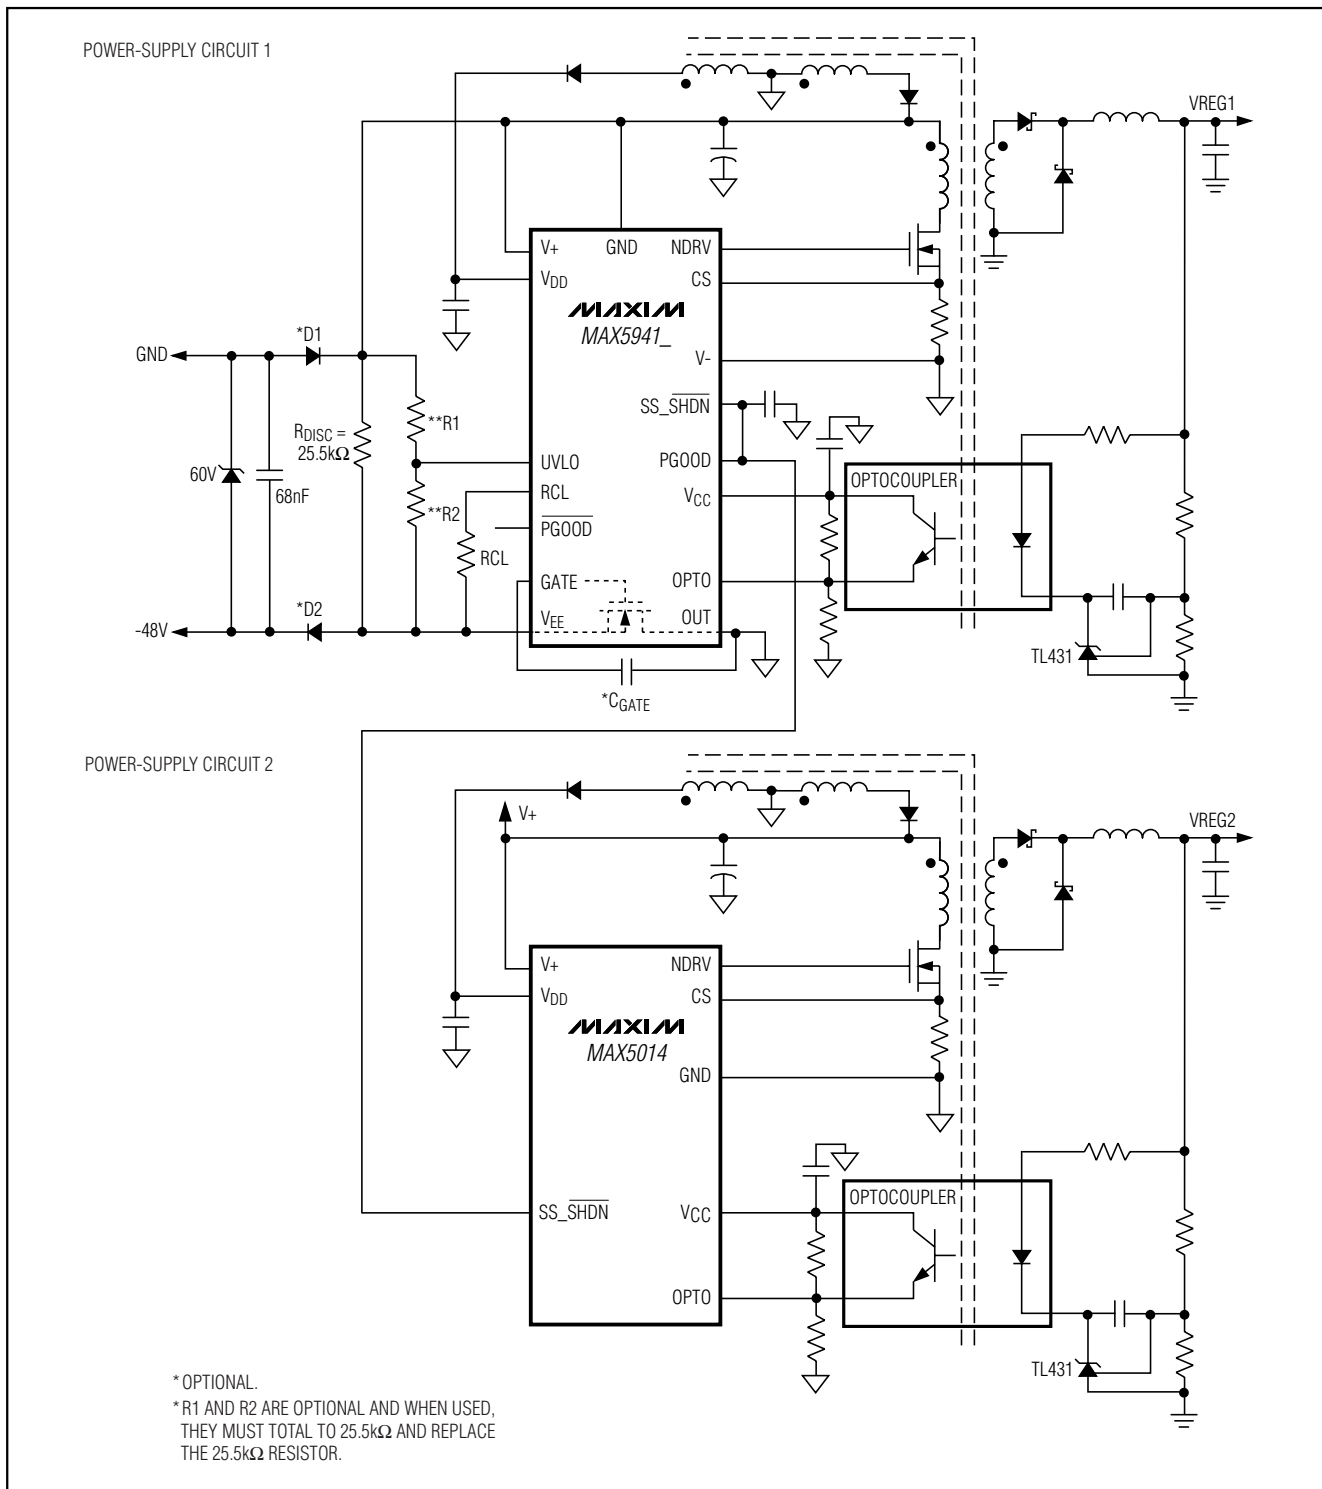 POWER-SUPPLY CIRCUIT 1
VREG1
V+
GND
NDRV
VDD
CS
MAXIM
MAX5941_
*D1
GND
V-
SS_SHDN
**R1
RDISC =
25.5kΩ
60V
68nF
UVLO
PGOOD
OPTOCOUPLER
RCL
VCC
**R2
PGOOD
RCL
GATE
OPTO
*D2
VEE
OUT
-48V
TL431
*CGATE
POWER-SUPPLY CIRCUIT 2
V+
VREG2
V+
NDRV
VDD
CS
MAXIM
MAX5014
GND
OPTOCOUPLER
SS_SHDN
VCC
OPTO
TL431
* OPTIONAL.
* R1 AND R2 ARE OPTIONAL AND WHEN USED,
THEY MUST TOTAL TO 25.5kΩ AND REPLACE
THE 25.5kΩ RESISTOR.